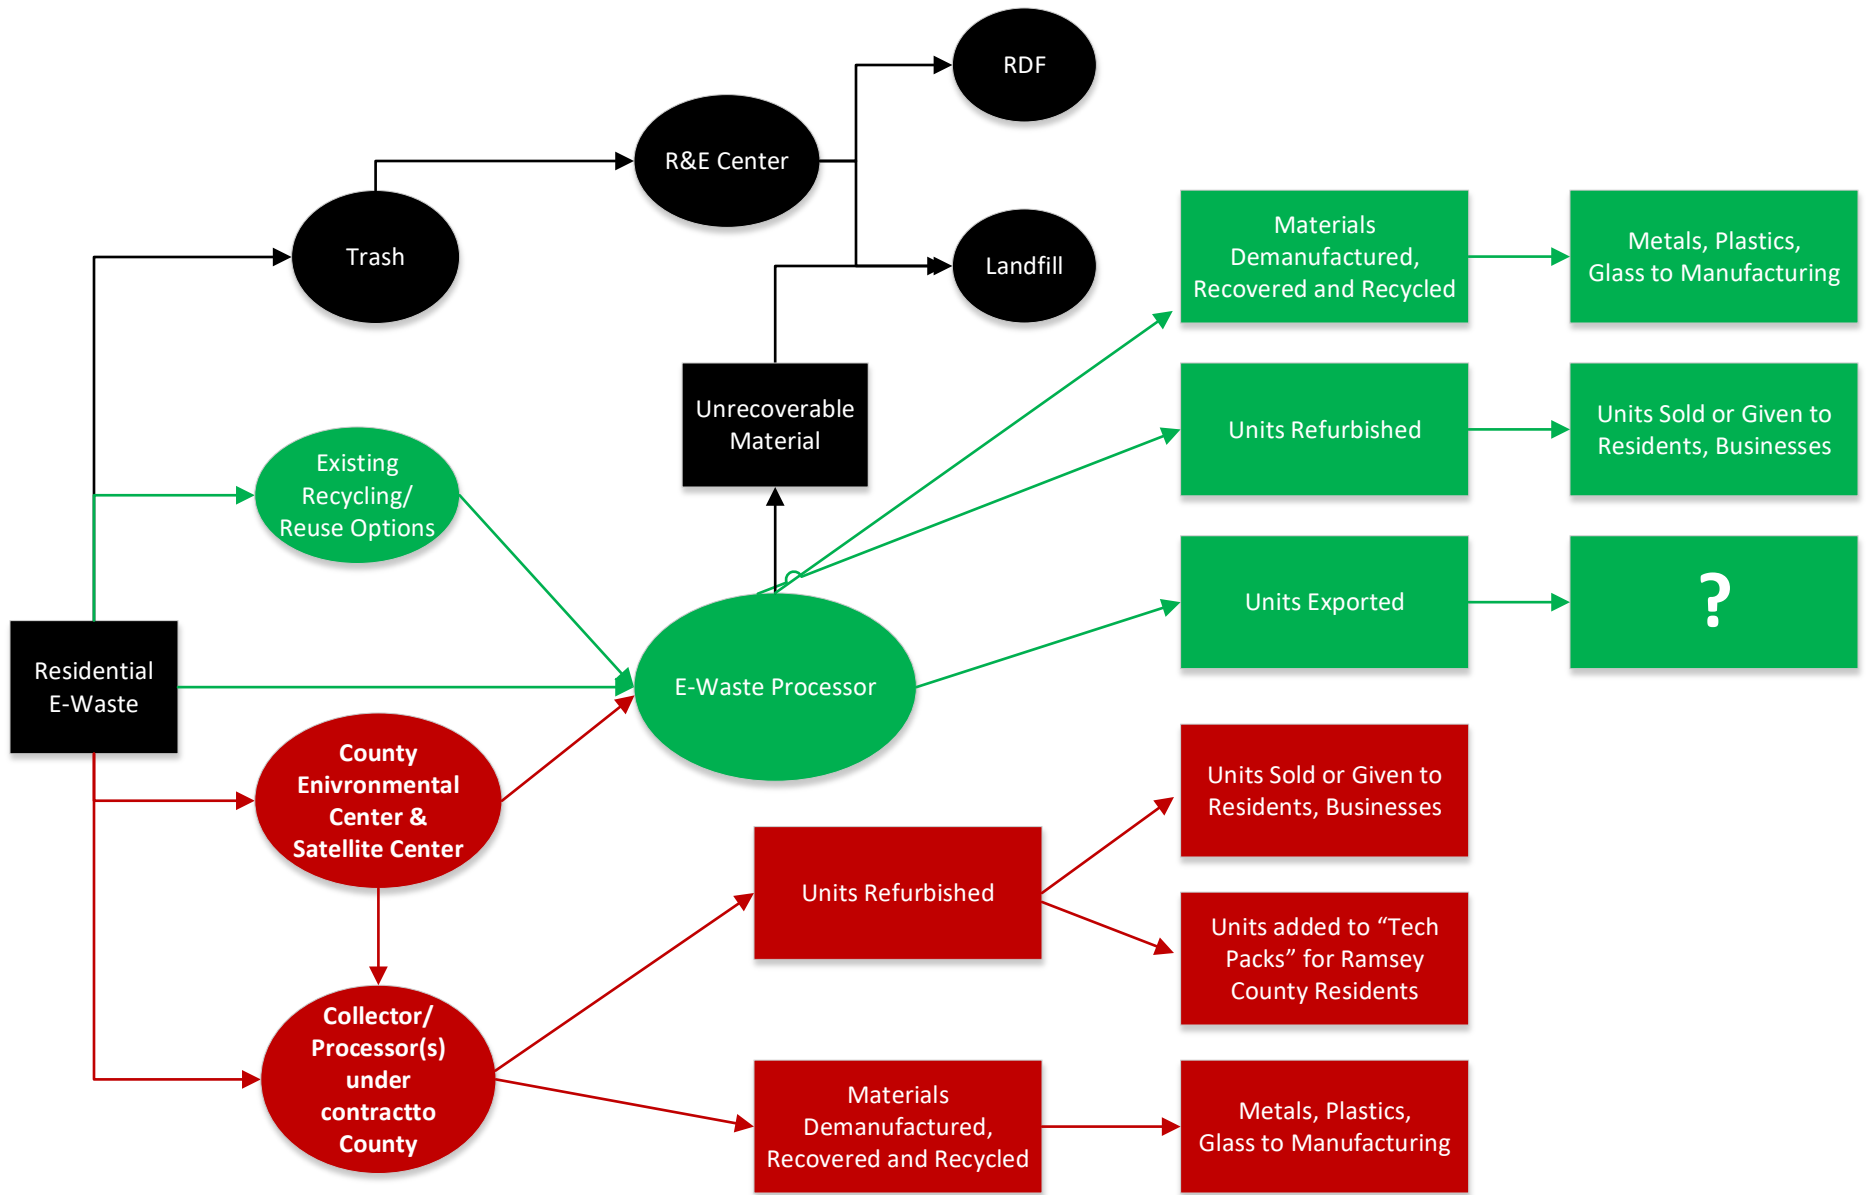 RDF
R&E Center
Trash
Landfill
Materials
Demanufactured,
Recovered and Recycled
Metals, Plastics,
Glass to Manufacturing
Unrecoverable
Material
Units Refurbished
Units Sold or Given to
Residents, Businesses
Existing
Recycling/
Reuse Options
Units Exported
?
Residential
E-Waste
E-Waste Processor
County
Enivronmental
Center &
Satellite Center
Units Sold or Given to
Residents, Businesses
Units Refurbished
Units added to “Tech
Packs” for Ramsey
County Residents
Collector/
Processor(s)
under
contractto
County
Materials
Demanufactured,
Recovered and Recycled
Metals, Plastics,
Glass to Manufacturing